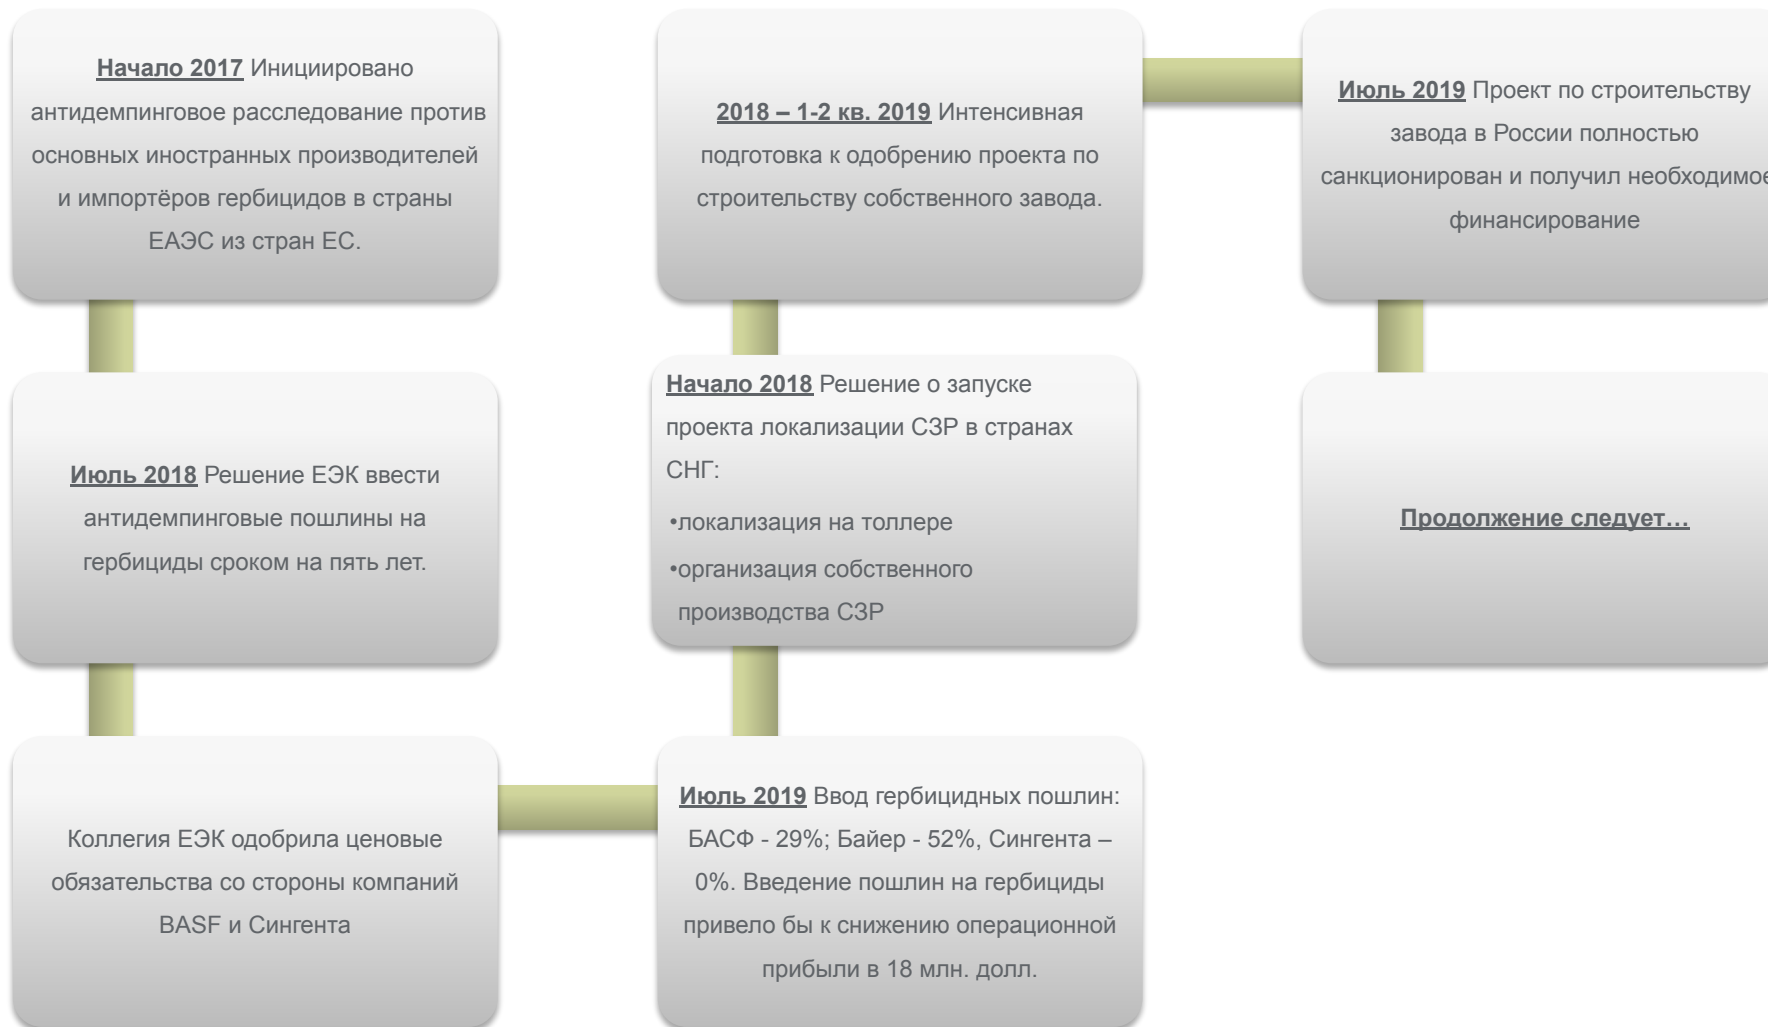 Начало 2017 Инициировано
антидемпинговое расследование против
основных иностранных производителей
и импортёров гербицидов в страны
ЕАЭС из стран ЕС.
Июль 2018 Решение ЕЭК ввести
антидемпинговые пошлины на
гербициды сроком на пять лет.
Коллегия ЕЭК одобрила ценовые
обязательства со стороны компаний
BASF и Сингента
Июль 2019 Ввод гербицидных пошлин:
БАСФ - 29%; Байер - 52%, Сингента –
0%. Введение пошлин на гербициды
привело бы к снижению операционной
прибыли в 18 млн. долл.
Начало 2018 Решение о запуске
проекта локализации СЗР в странах
СНГ:
•локализация на толлере
•организация собственного
производства СЗР
2018 – 1-2 кв. 2019 Интенсивная
подготовка к одобрению проекта по
строительству собственного завода.
Июль 2019 Проект по строительству
завода в России полностью
санкционирован и получил необходимое
финансирование
Продолжение следует…